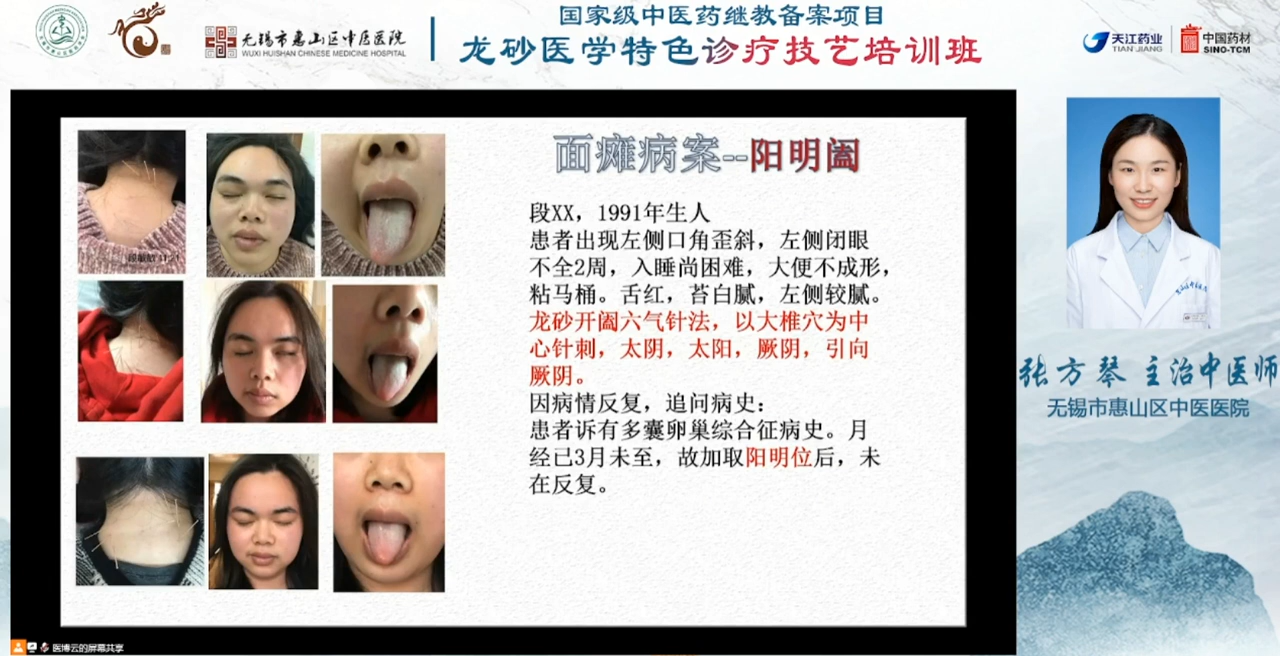 国家级中医药继教备案项目
龙砂医学特色诊疗技艺培训班
无锡市惠山区中医医院
WUXI HUISHAN CHINESE MEDICINE HOSPITAL
天江药业
TIAN JIANG
中国药材
SINO-TCM
面瘫病案--阳明阖
段XX，1991年生人
患者出现左侧口角歪斜，左侧闭眼
不全2周，入睡尚困难，大便不成形，
粘马桶。舌红，苔白腻，左侧较腻。
龙砂开阖六气针法，以大椎穴为中
心针刺，太阴，太阳，厥阴，引向
厥阴。
因病情反复，追问病史：
患者诉有多囊卵巢综合征病史。月
经已3月未至，故加取阳明位后，未
在反复。
张方琴 主治中医师
无锡市惠山区中医医院
医博云的屏幕共享